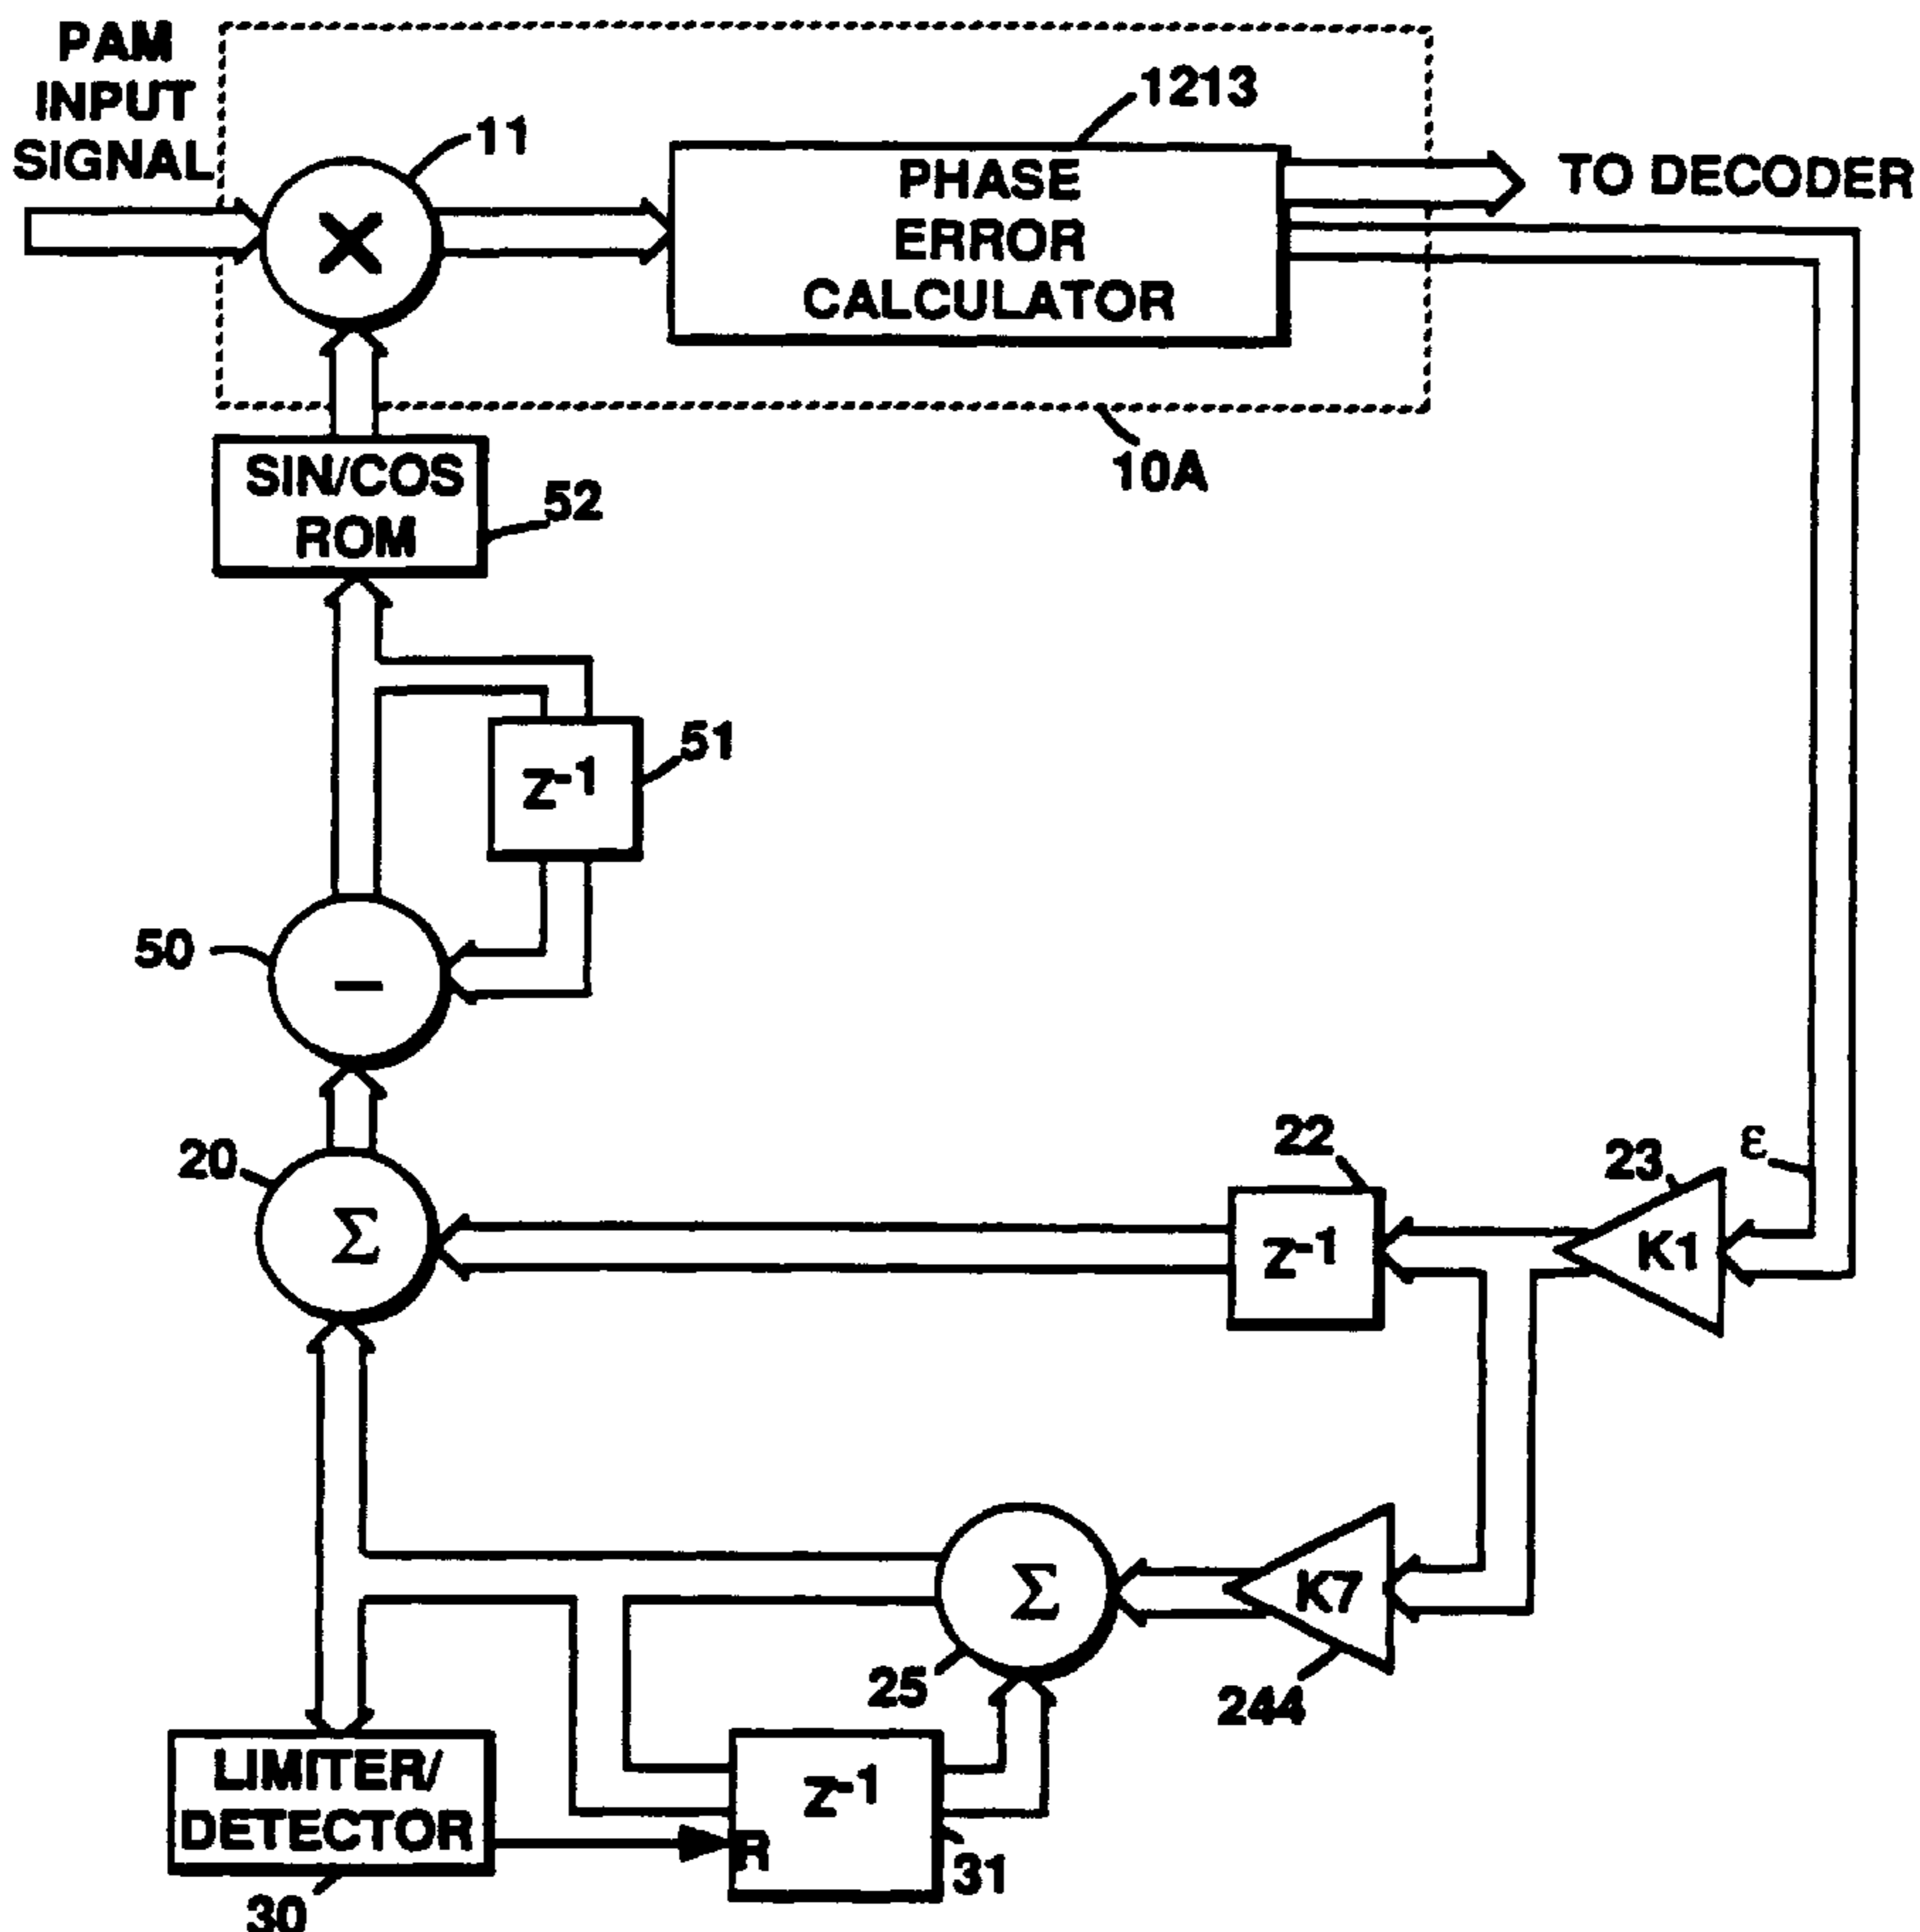 PAM
INPUT
SIGNAL
1213
11
×
PHASE
ERROR
CALCULATOR
TO DECODER
10A
SIN/COS
ROM
52
z-1
51
50
−
20
Σ
22
z-1
23
ε
K1
Σ
25
K7
244
LIMITER/
DETECTOR
30
z-1
R
31